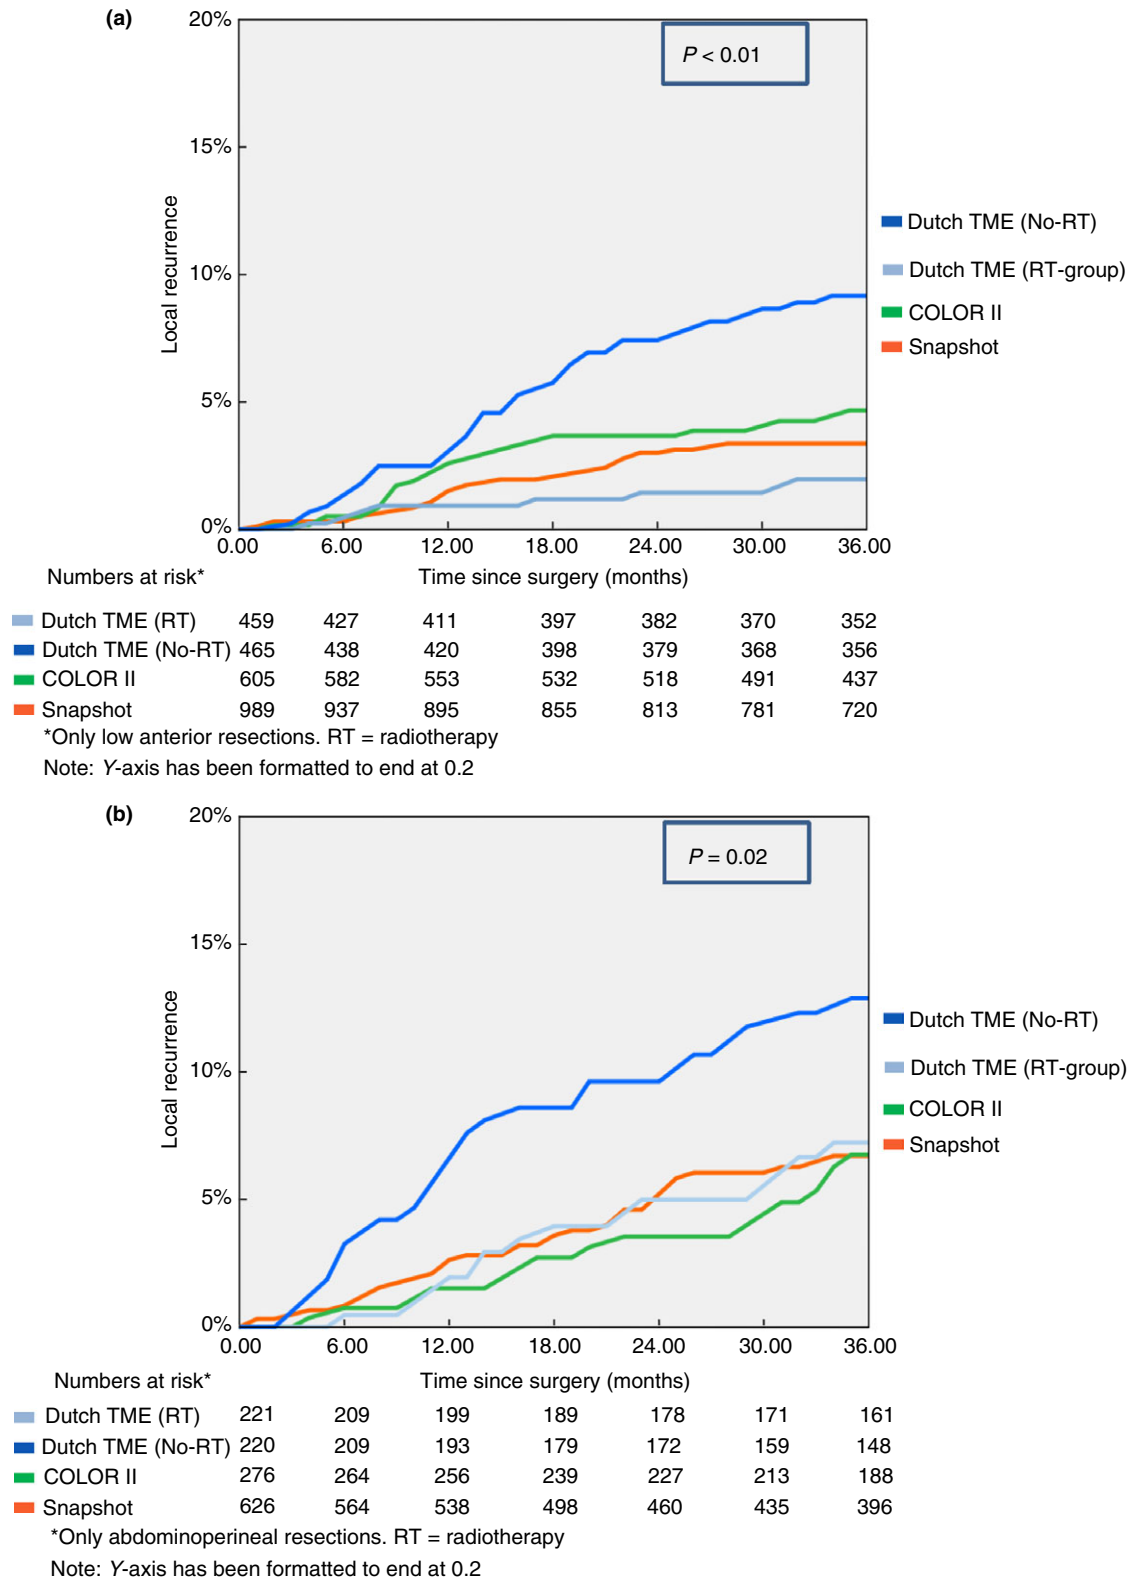 (a)
20%
P < 0.01
15%
10%
5%
0%
Local recurrence
Dutch TME (No-RT)
Dutch TME (RT-group)
COLOR II
Snapshot
0.00 6.00 12.00 18.00 24.00 30.00 36.00
Numbers at risk* Time since surgery (months)
Dutch TME (RT) 459 427 411 397 382 370 352
Dutch TME (No-RT) 465 438 420 398 379 368 356
COLOR II 605 582 553 532 518 491 437
Snapshot 989 937 895 855 813 781 720
*Only low anterior resections. RT = radiotherapy
Note: Y-axis has been formatted to end at 0.2
(b)
20%
P = 0.02
15%
10%
5%
0%
Local recurrence
Dutch TME (No-RT)
Dutch TME (RT-group)
COLOR II
Snapshot
0.00 6.00 12.00 18.00 24.00 30.00 36.00
Numbers at risk* Time since surgery (months)
Dutch TME (RT) 221 209 199 189 178 171 161
Dutch TME (No-RT) 220 209 193 179 172 159 148
COLOR II 276 264 256 239 227 213 188
Snapshot 626 564 538 498 460 435 396
*Only abdominoperineal resections. RT = radiotherapy
Note: Y-axis has been formatted to end at 0.2